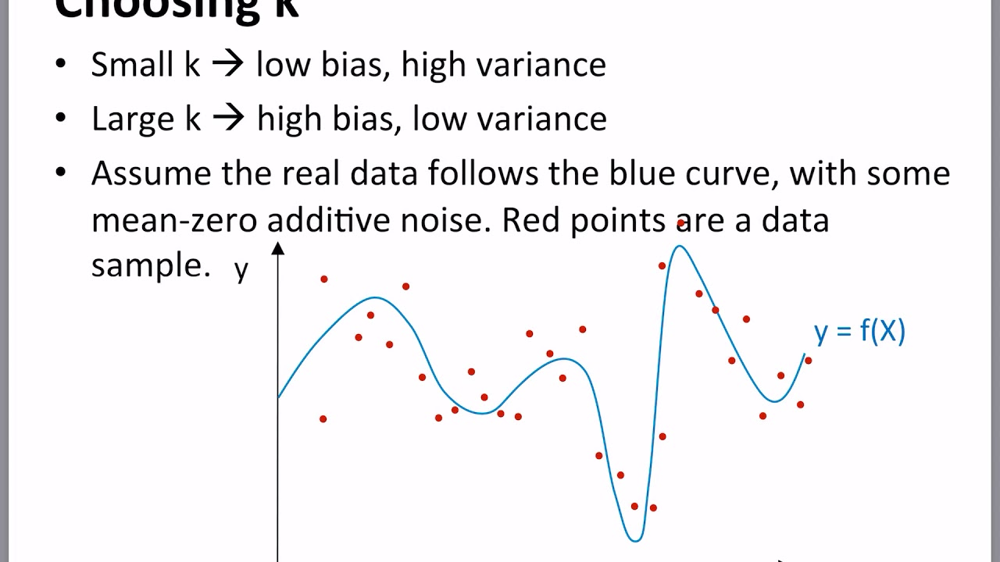 Choosing k
• Small k → low bias, high variance
• Large k → high bias, low variance
• Assume the real data follows the blue curve, with some
mean-zero additive noise. Red points are a data
sample.
y
y = f(X)